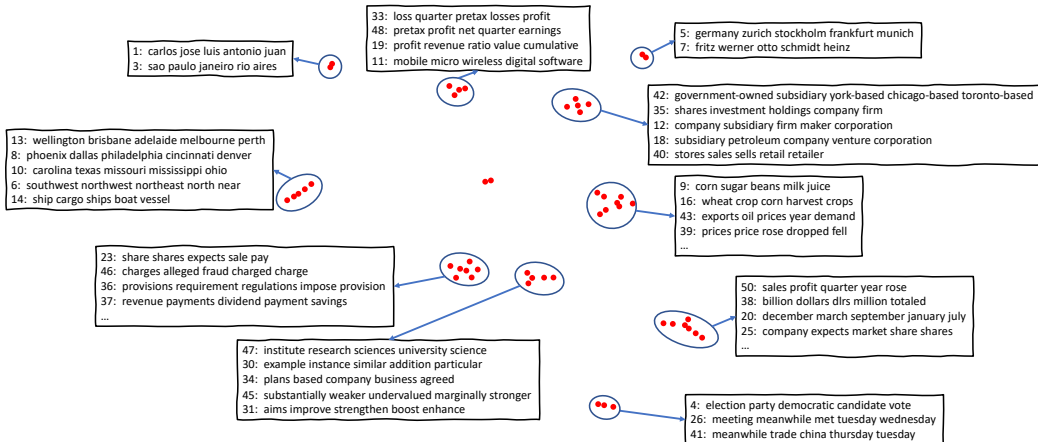 33: loss quarter pretax losses profit
48: pretax profit net quarter earnings
19: profit revenue ratio value cumulative
11: mobile micro wireless digital software
1: carlos jose luis antonio juan
3: sao paulo janeiro rio aires
5: germany zurich stockholm frankfurt munich
7: fritz werner otto schmidt heinz
42: government-owned subsidiary york-based chicago-based toronto-based
35: shares investment holdings company firm
12: company subsidiary firm maker corporation
18: subsidiary petroleum company venture corporation
40: stores sales sells retail retailer
13: wellington brisbane adelaide melbourne perth
8: phoenix dallas philadelphia cincinnati denver
10: carolina texas missouri mississippi ohio
6: southwest northwest northeast north near
14: ship cargo ships boat vessel
9: corn sugar beans milk juice
16: wheat crop corn harvest crops
43: exports oil prices year demand
39: prices price rose dropped fell
…
23: share shares expects sale pay
46: charges alleged fraud charged charge
36: provisions requirement regulations impose provision
37: revenue payments dividend payment savings
…
50: sales profit quarter year rose
38: billion dollars dlrs million totaled
20: december march september january july
25: company expects market share shares
…
47: institute research sciences university science
30: example instance similar addition particular
34: plans based company business agreed
45: substantially weaker undervalued marginally stronger
31: aims improve strengthen boost enhance
4: election party democratic candidate vote
26: meeting meanwhile met tuesday wednesday
41: meanwhile trade china thursday tuesday